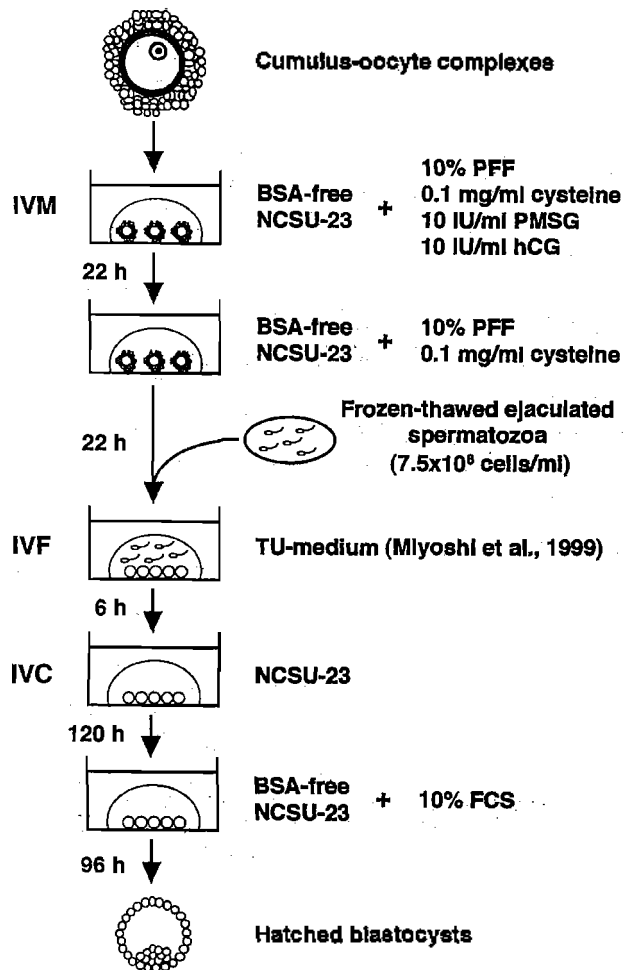 Cumulus-oocyte complexes
IVM
BSA-free
NCSU-23
+
10% PFF
0.1 mg/ml cysteine
10 IU/ml PMSG
10 IU/ml hCG
22 h
BSA-free
NCSU-23
+
10% PFF
0.1 mg/ml cysteine
22 h
Frozen-thawed ejaculated
spermatozoa
(7.5x10⁶ cells/ml)
IVF
TU-medium (Miyoshi et al., 1999)
6 h
IVC
NCSU-23
120 h
BSA-free
NCSU-23
+
10% FCS
96 h
Hatched blastocysts